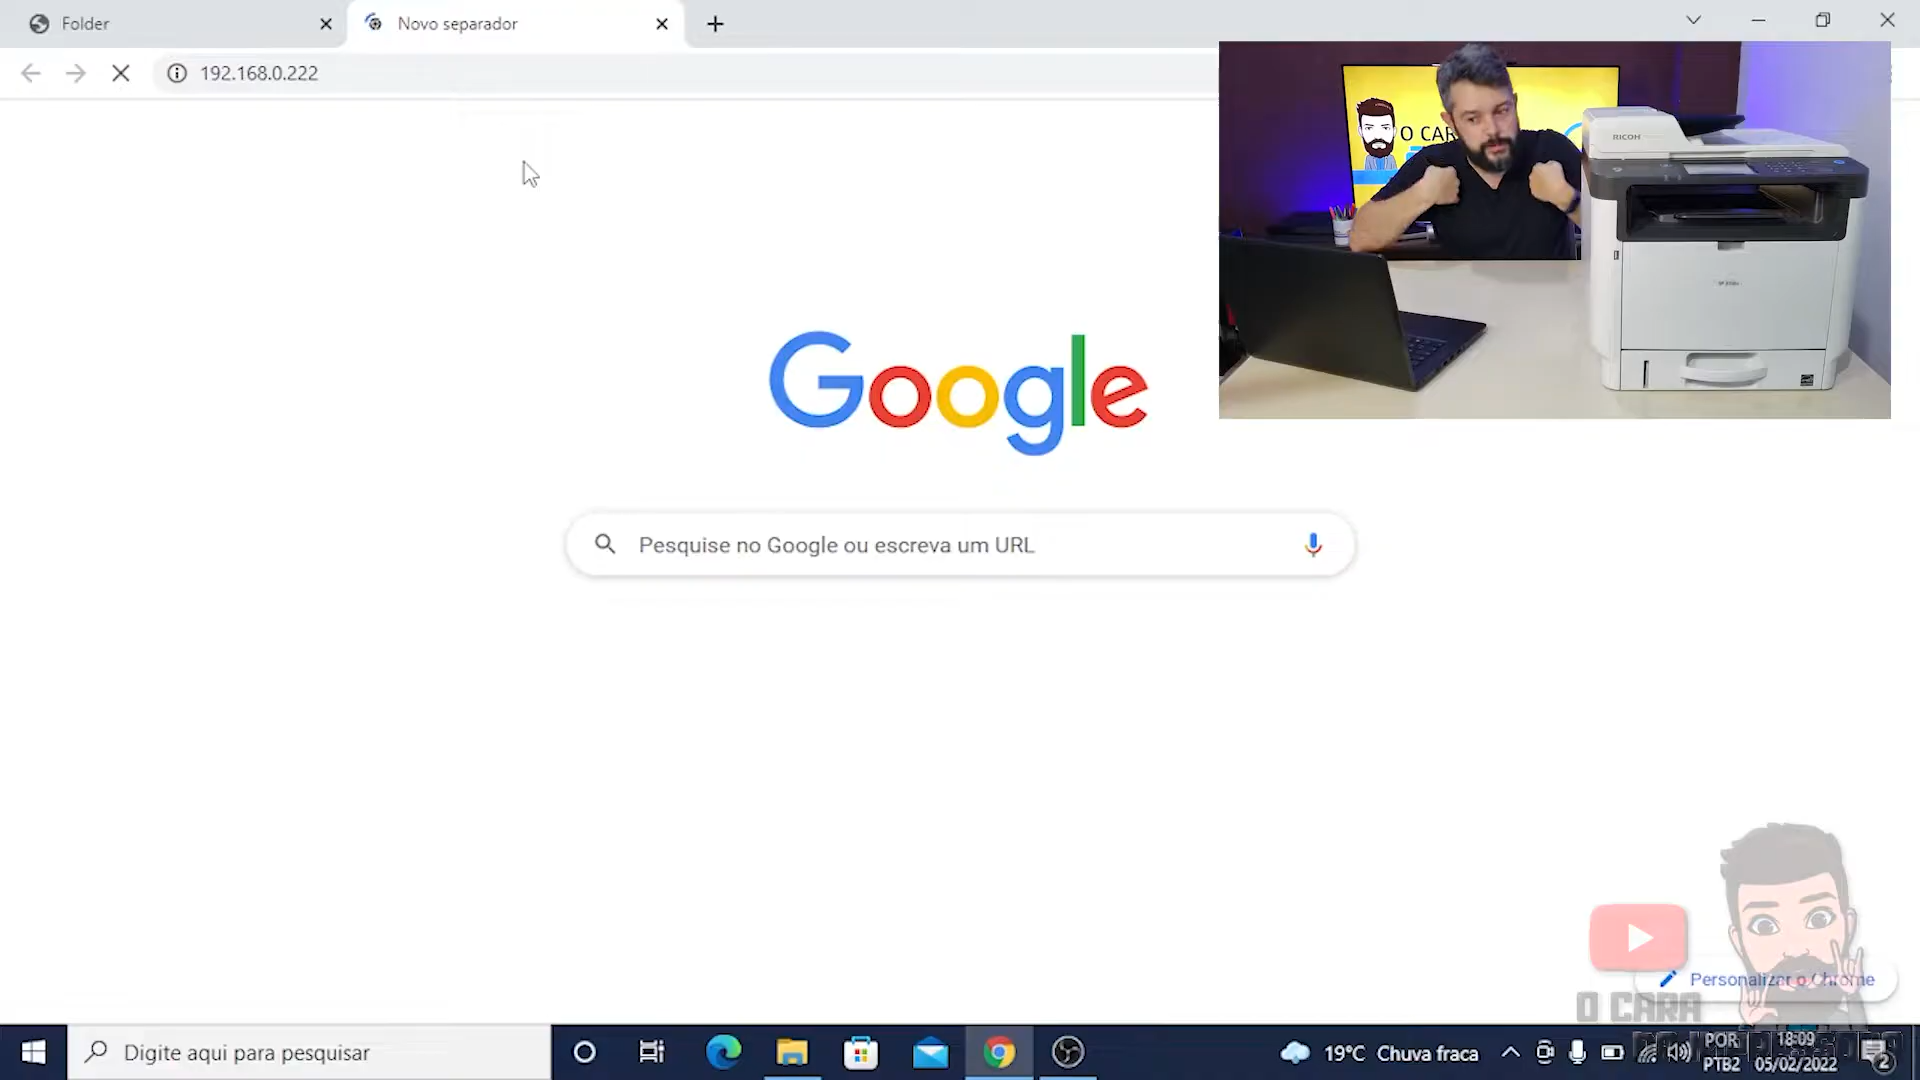 Folder
Novo separador
192.168.0.222
O CAR
RICOH
Google
Pesquise no Google ou escreva um URL
Personalizar o Chrome
O CARA
Digite aqui para pesquisar
19°C Chuva fraca
POR
PTB2
18:09
05/02/2022
2